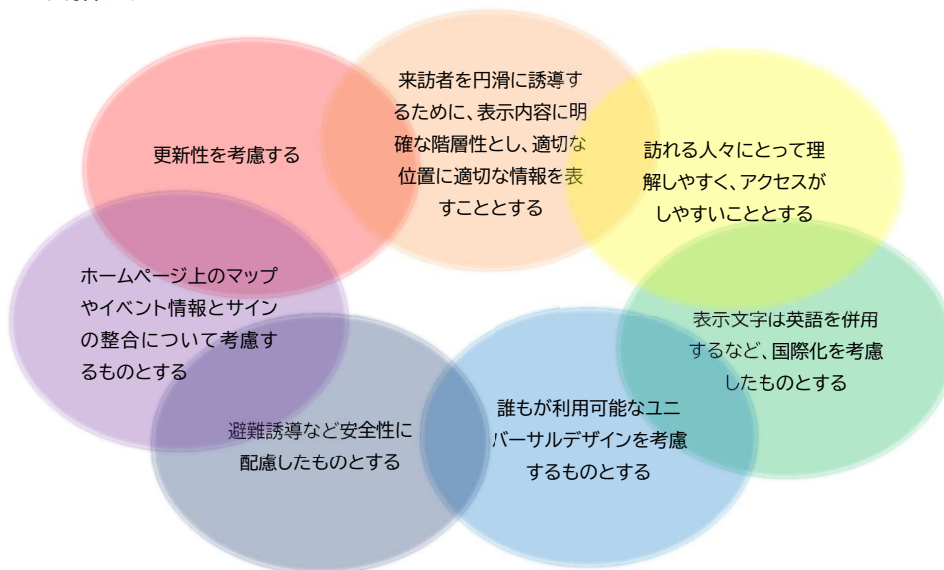 来訪者を円滑に誘導す
るために、表示内容に明
確な階層性とし、適切な
位置に適切な情報を表
すこととする
訪れる人々にとって理
解しやすく、アクセスが
しやすいこととする
表示文字は英語を併用
するなど、国際化を考慮
したものとする
誰もが利用可能なユニ
バーサルデザインを考慮
するものとする
避難誘導など安全性に
配慮したものとする
ホームページ上のマップ
やイベント情報とサイン
の整合について考慮す
るものとする
更新性を考慮する